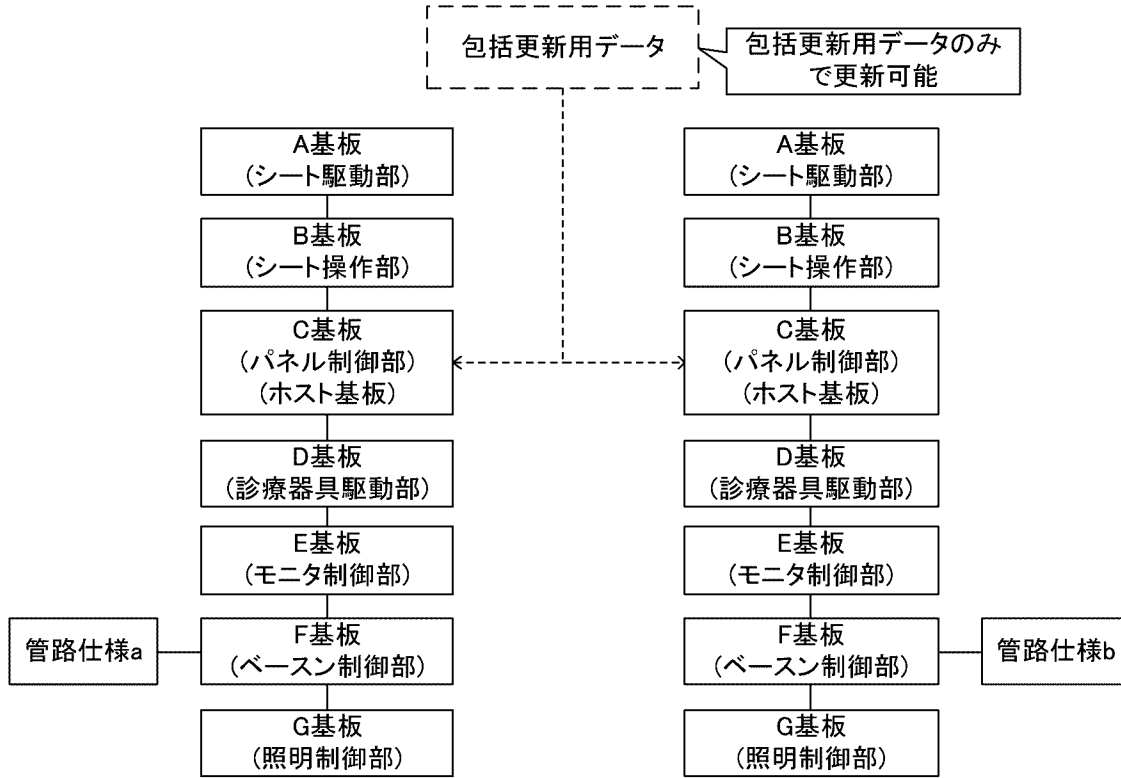 包括更新用データ
包括更新用データのみ
で更新可能
A基板
(シート駆動部)
B基板
(シート操作部)
C基板
(パネル制御部)
(ホスト基板)
D基板
(診療器具駆動部)
E基板
(モニタ制御部)
F基板
(ベースン制御部)
G基板
(照明制御部)
管路仕様a
A基板
(シート駆動部)
B基板
(シート操作部)
C基板
(パネル制御部)
(ホスト基板)
D基板
(診療器具駆動部)
E基板
(モニタ制御部)
F基板
(ベースン制御部)
G基板
(照明制御部)
管路仕様b